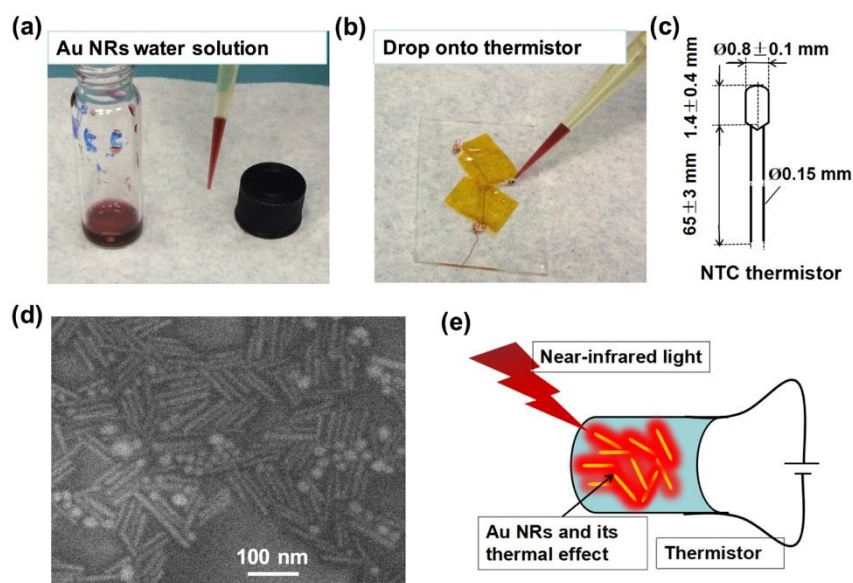 (a)
Au NRs water solution
(b)
Drop onto thermistor
(c)
Ø0.8±0.1 mm
1.4±0.4 mm
65±3 mm
Ø0.15 mm
NTC thermistor
(d)
100 nm
(e)
Near-infrared light
Au NRs and its
thermal effect
Thermistor